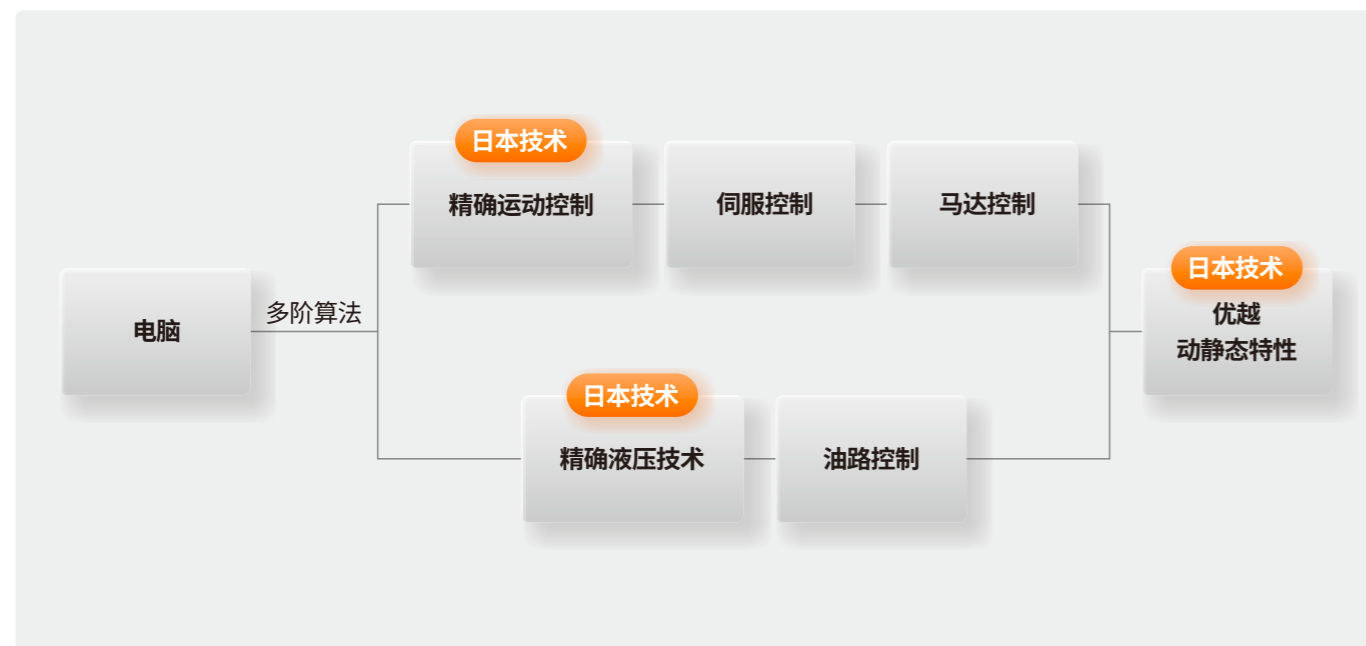 日本技术
精确运动控制
伺服控制
马达控制
电脑
多阶算法
日本技术
优越
动静态特性
日本技术
精确液压技术
油路控制